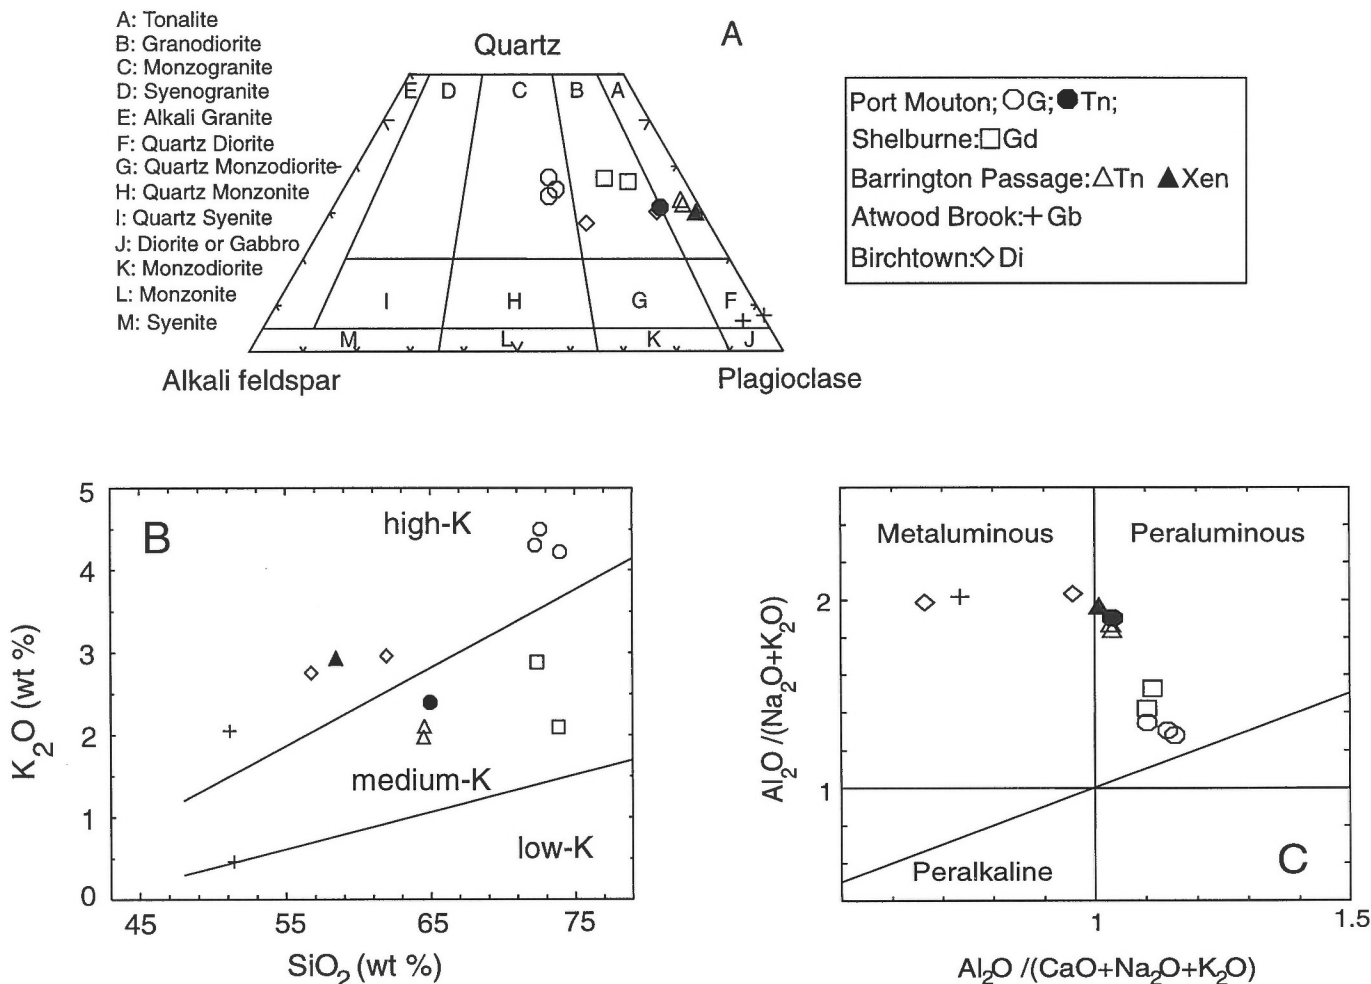 A: Tonalite
B: Granodiorite
C: Monzogranite
D: Syenogranite
E: Alkali Granite
F: Quartz Diorite
G: Quartz Monzodiorite
H: Quartz Monzonite
I: Quartz Syenite
J: Diorite or Gabbro
K: Monzodiorite
L: Monzonite
M: Syenite
Quartz
A
E D C B A
I H G F
M L K J
Alkali feldspar Plagioclase
Port Mouton; G; Tn;
Shelburne: Gd
Barrington Passage: Tn Xen
Atwood Brook: Gb
Birchtown: Di
B
high-K
medium-K
low-K
5
4
3
2
1
0
K2O (wt %)
45 55 65 75
SiO2 (wt %)
Metaluminous Peraluminous
Peralkaline
C
2
1
Al2O /(Na2O+K2O)
1 1.5
Al2O /(CaO+Na2O+K2O)